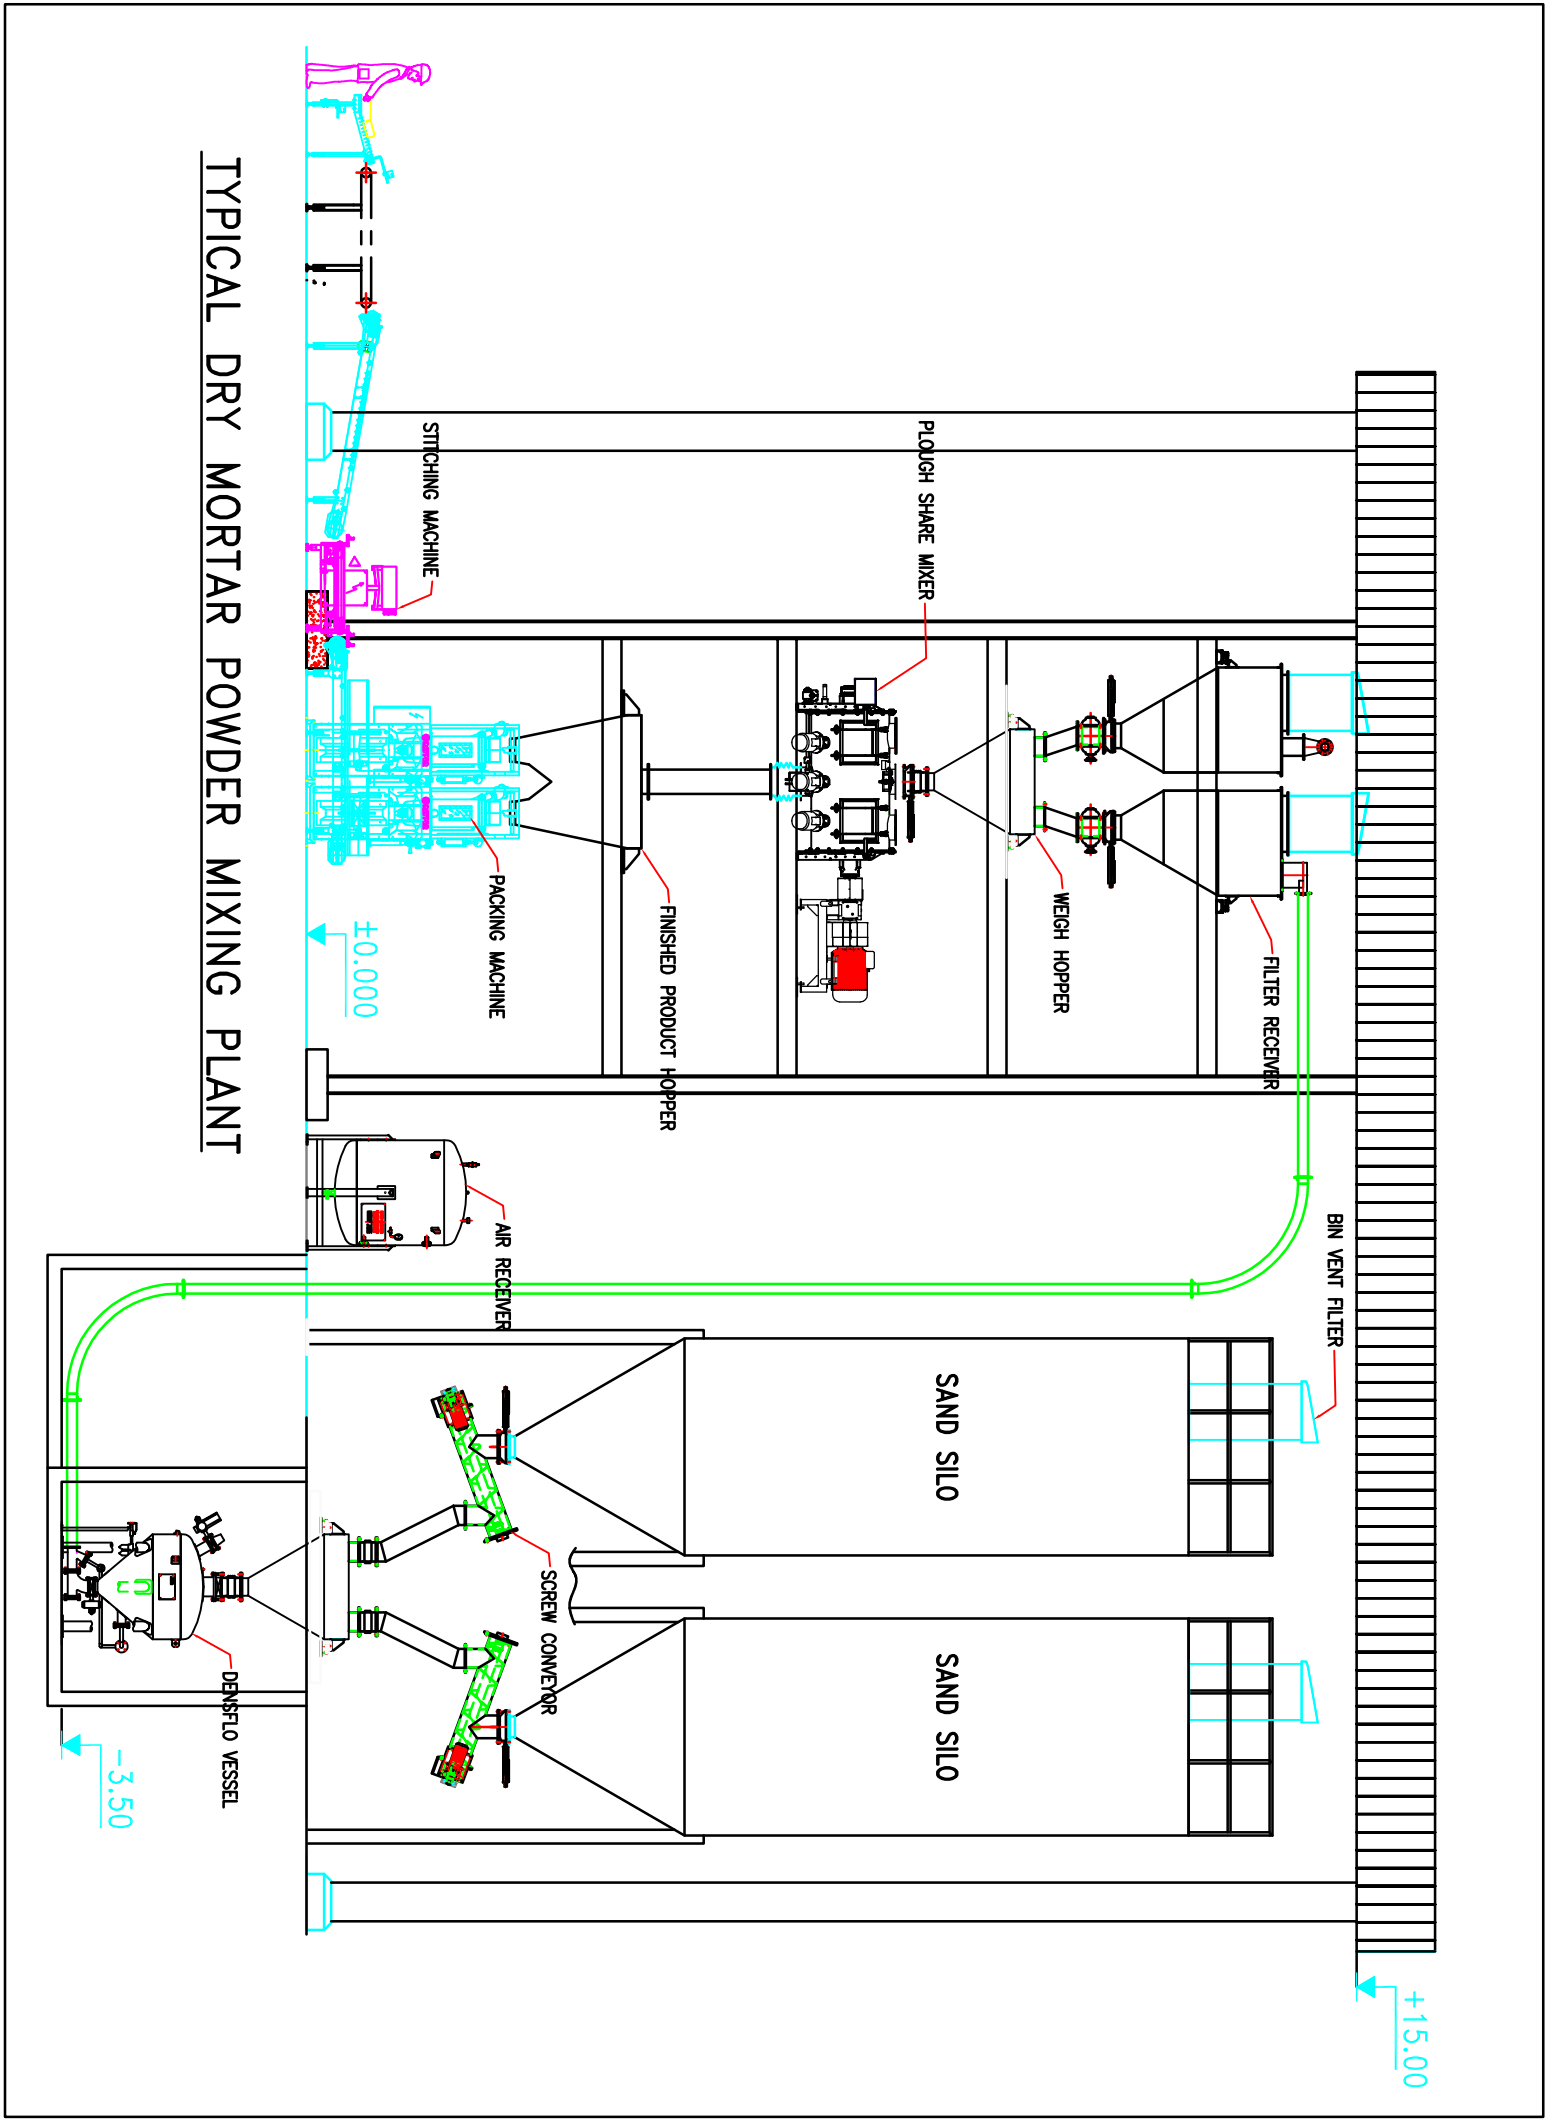 +15.00
BIN VENT FILTER
FILTER RECEIVER
WEIGH HOPPER
PLOUGH SHARE MIXER
SAND SILO
SAND SILO
FINISHED PRODUCT HOPPER
SCREW CONVEYOR
AIR RECEIVER
PACKING MACHINE
STITCHING MACHINE
±0.000
DENSFLO VESSEL
-3.50
TYPICAL DRY MORTAR POWDER MIXING PLANT